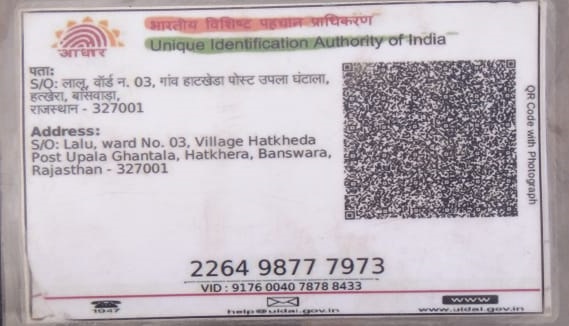 भारतीय विशिष्ट पहचान प्राधिकरण
Unique Identification Authority of India
आधार
पता:
S/O: लालू, वॉर्ड न. 03, गांव हाटखेडा पोस्ट उपला घंटाला,
हत्खेरा, बांसवाड़ा,
राजस्थान - 327001
Address:
S/O: Lalu, ward No. 03, Village Hatkheda
Post Upala Ghantala, Hatkhera, Banswara,
Rajasthan - 327001
QR Code with Photograph
2264 9877 7973
VID : 9176 0040 7878 8433
1947
help@uidai.gov.in
www
www.uidai.gov.in